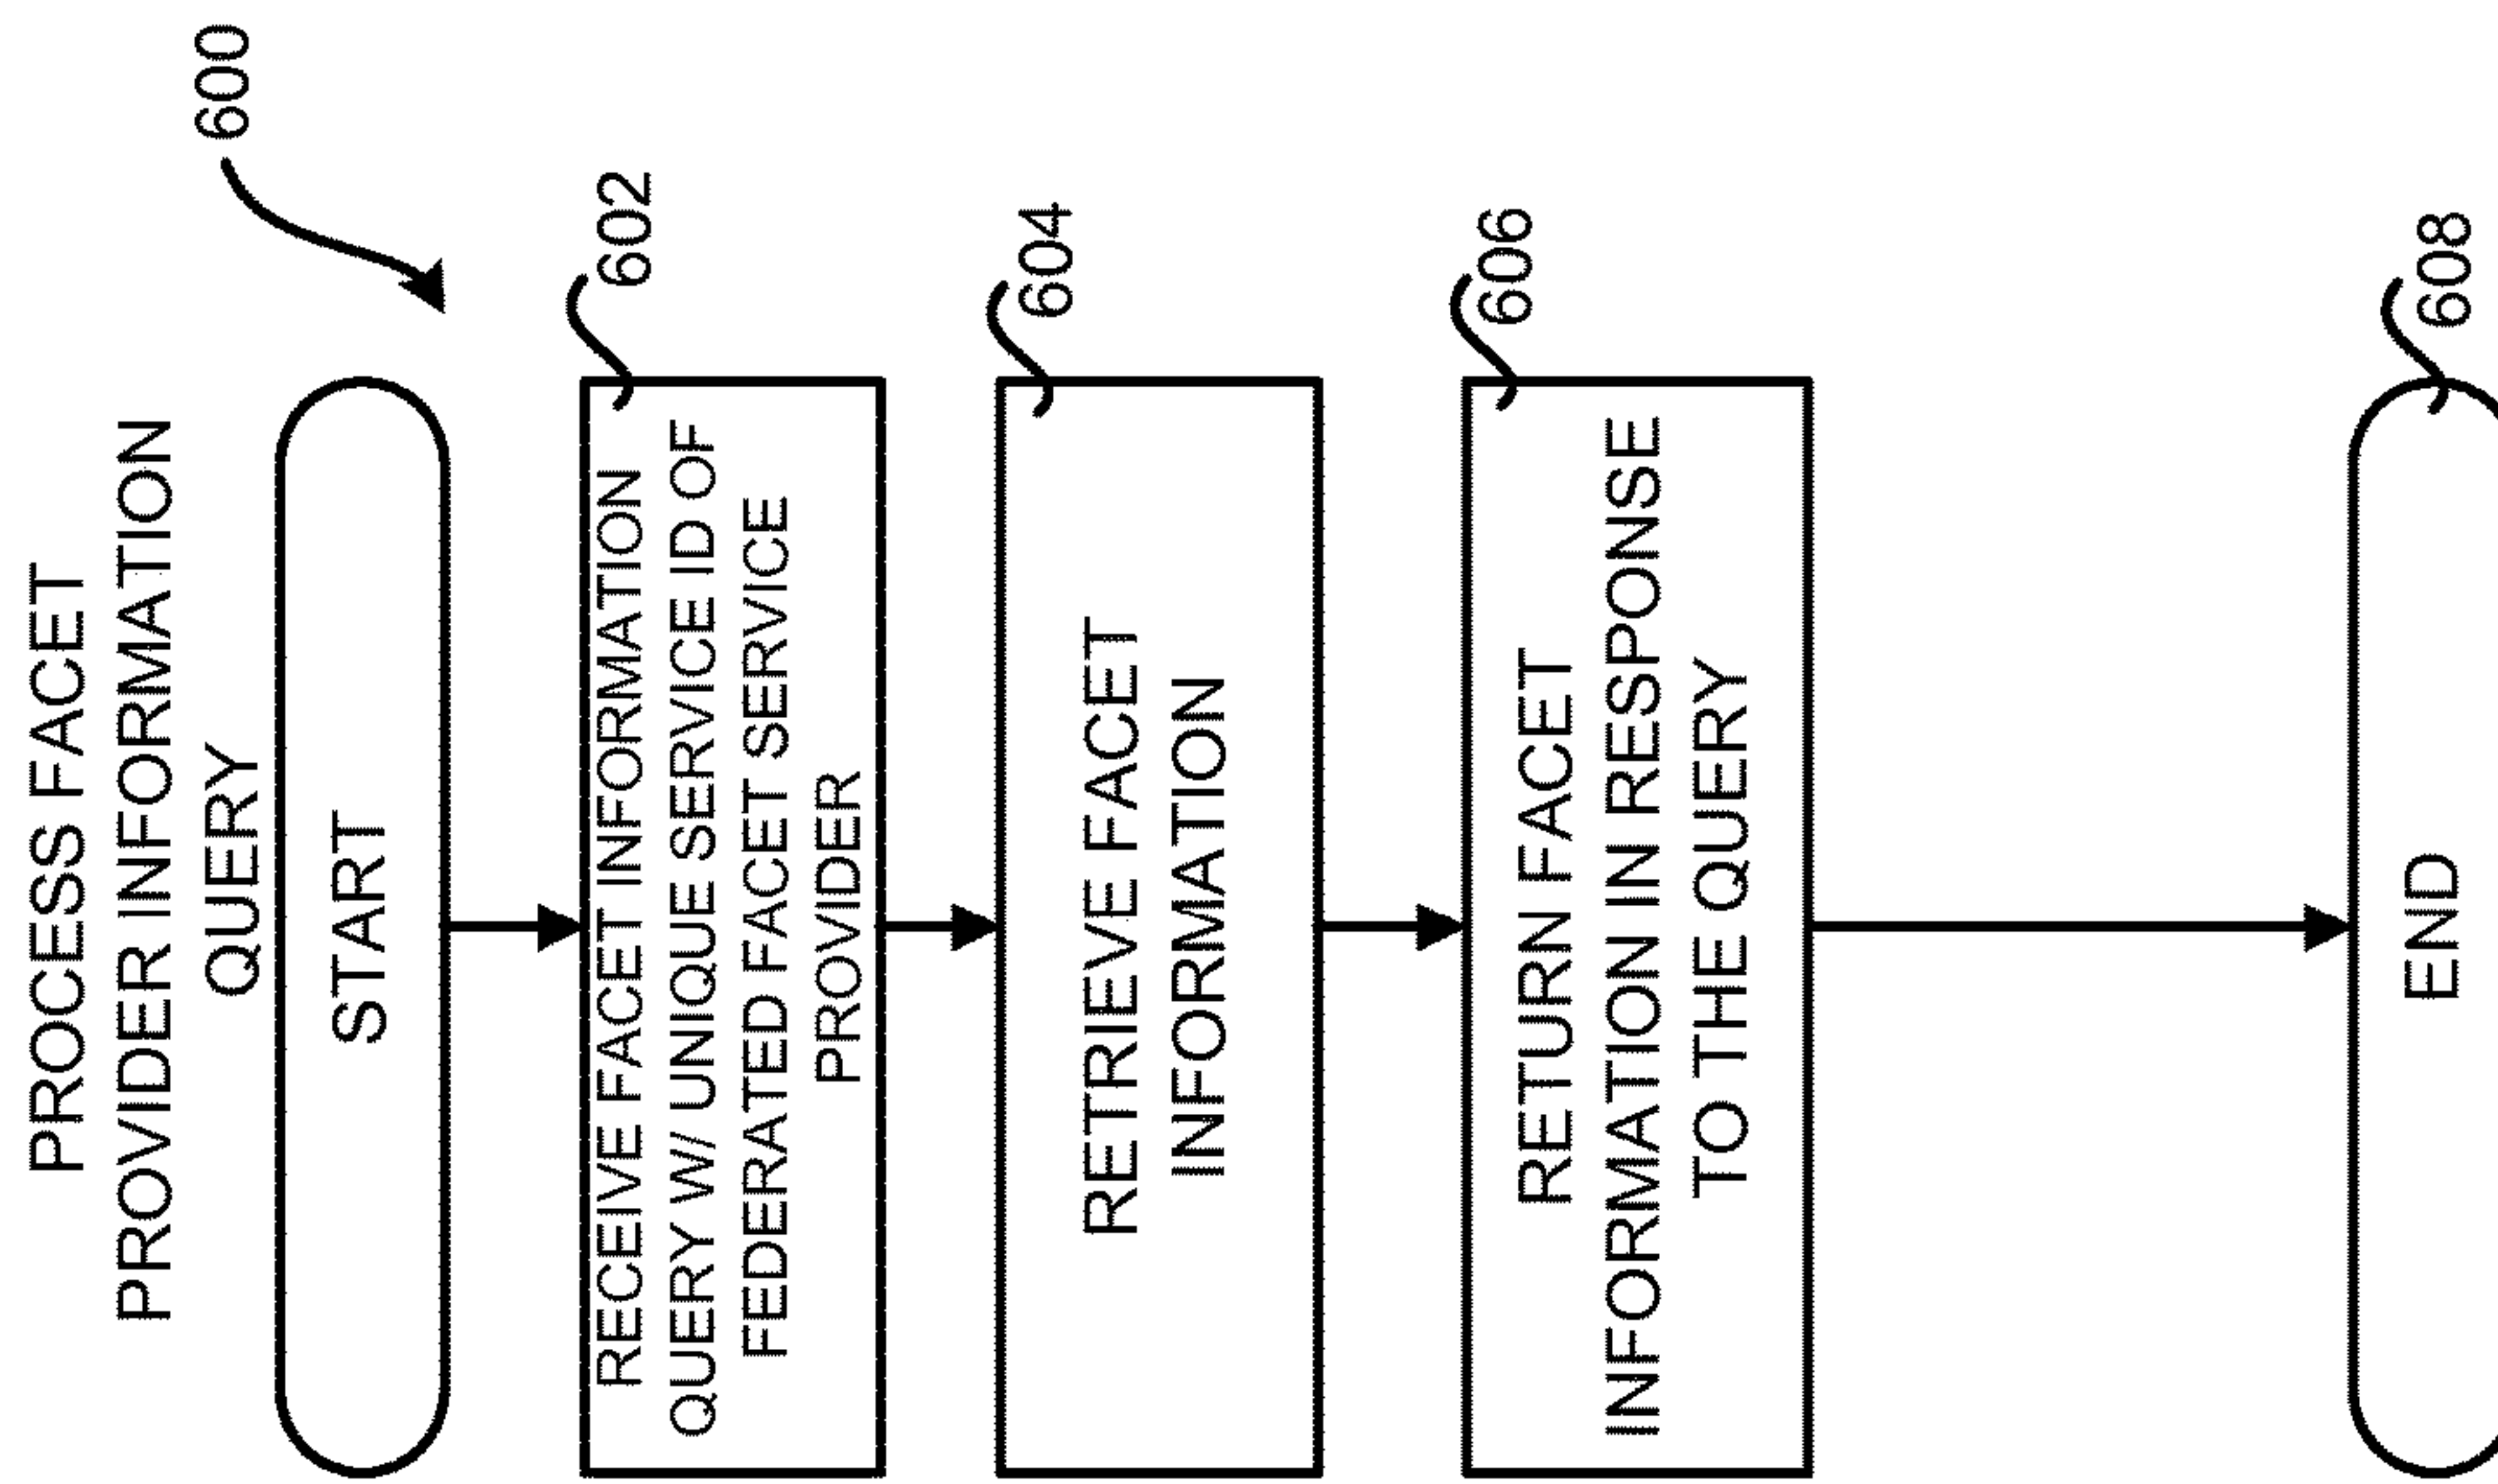 PROCESS FACET
PROVIDER INFORMATION
QUERY
600
START
602
RECEIVE FACET INFORMATION
QUERY W/ UNIQUE SERVICE ID OF
FEDERATED FACET SERVICE
PROVIDER
604
RETRIEVE FACET
INFORMATION
606
RETURN FACET
INFORMATION IN RESPONSE
TO THE QUERY
608
END